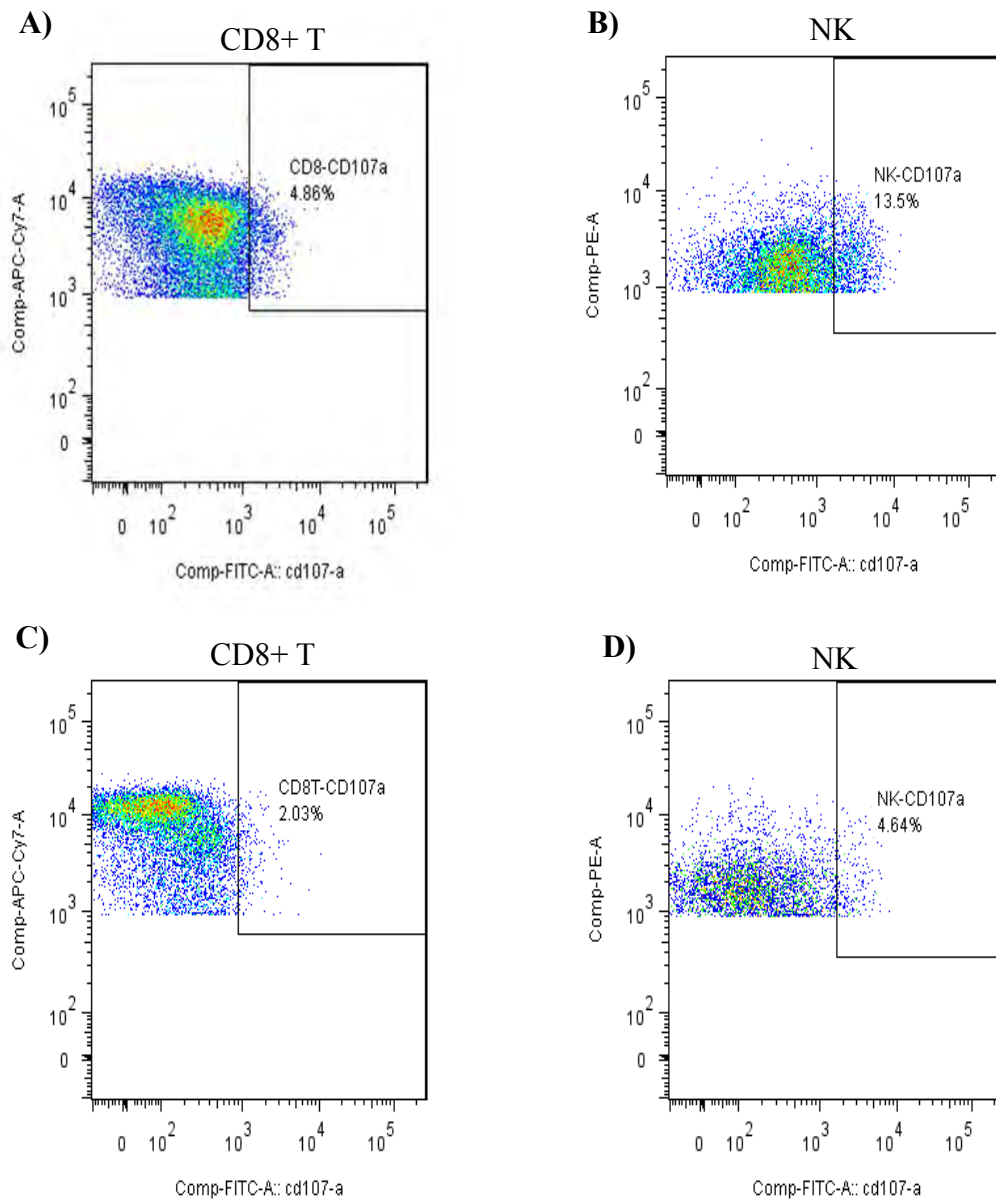 A)
CD8+ T
10^5
10^4
10^3
10^2
0
Comp-APC-Cy7-A
CD8-CD107a
4.86%
0 10^2 10^3 10^4 10^5
Comp-FITC-A:: cd107-a
B)
NK
10^5
10^4
10^3
10^2
0
Comp-PE-A
NK-CD107a
13.5%
0 10^2 10^3 10^4 10^5
Comp-FITC-A:: cd107-a
C)
CD8+ T
10^5
10^4
10^3
10^2
0
Comp-APC-Cy7-A
CD8T-CD107a
2.03%
0 10^2 10^3 10^4 10^5
Comp-FITC-A:: cd107-a
D)
NK
10^5
10^4
10^3
10^2
0
Comp-PE-A
NK-CD107a
4.64%
0 10^2 10^3 10^4 10^5
Comp-FITC-A:: cd107-a